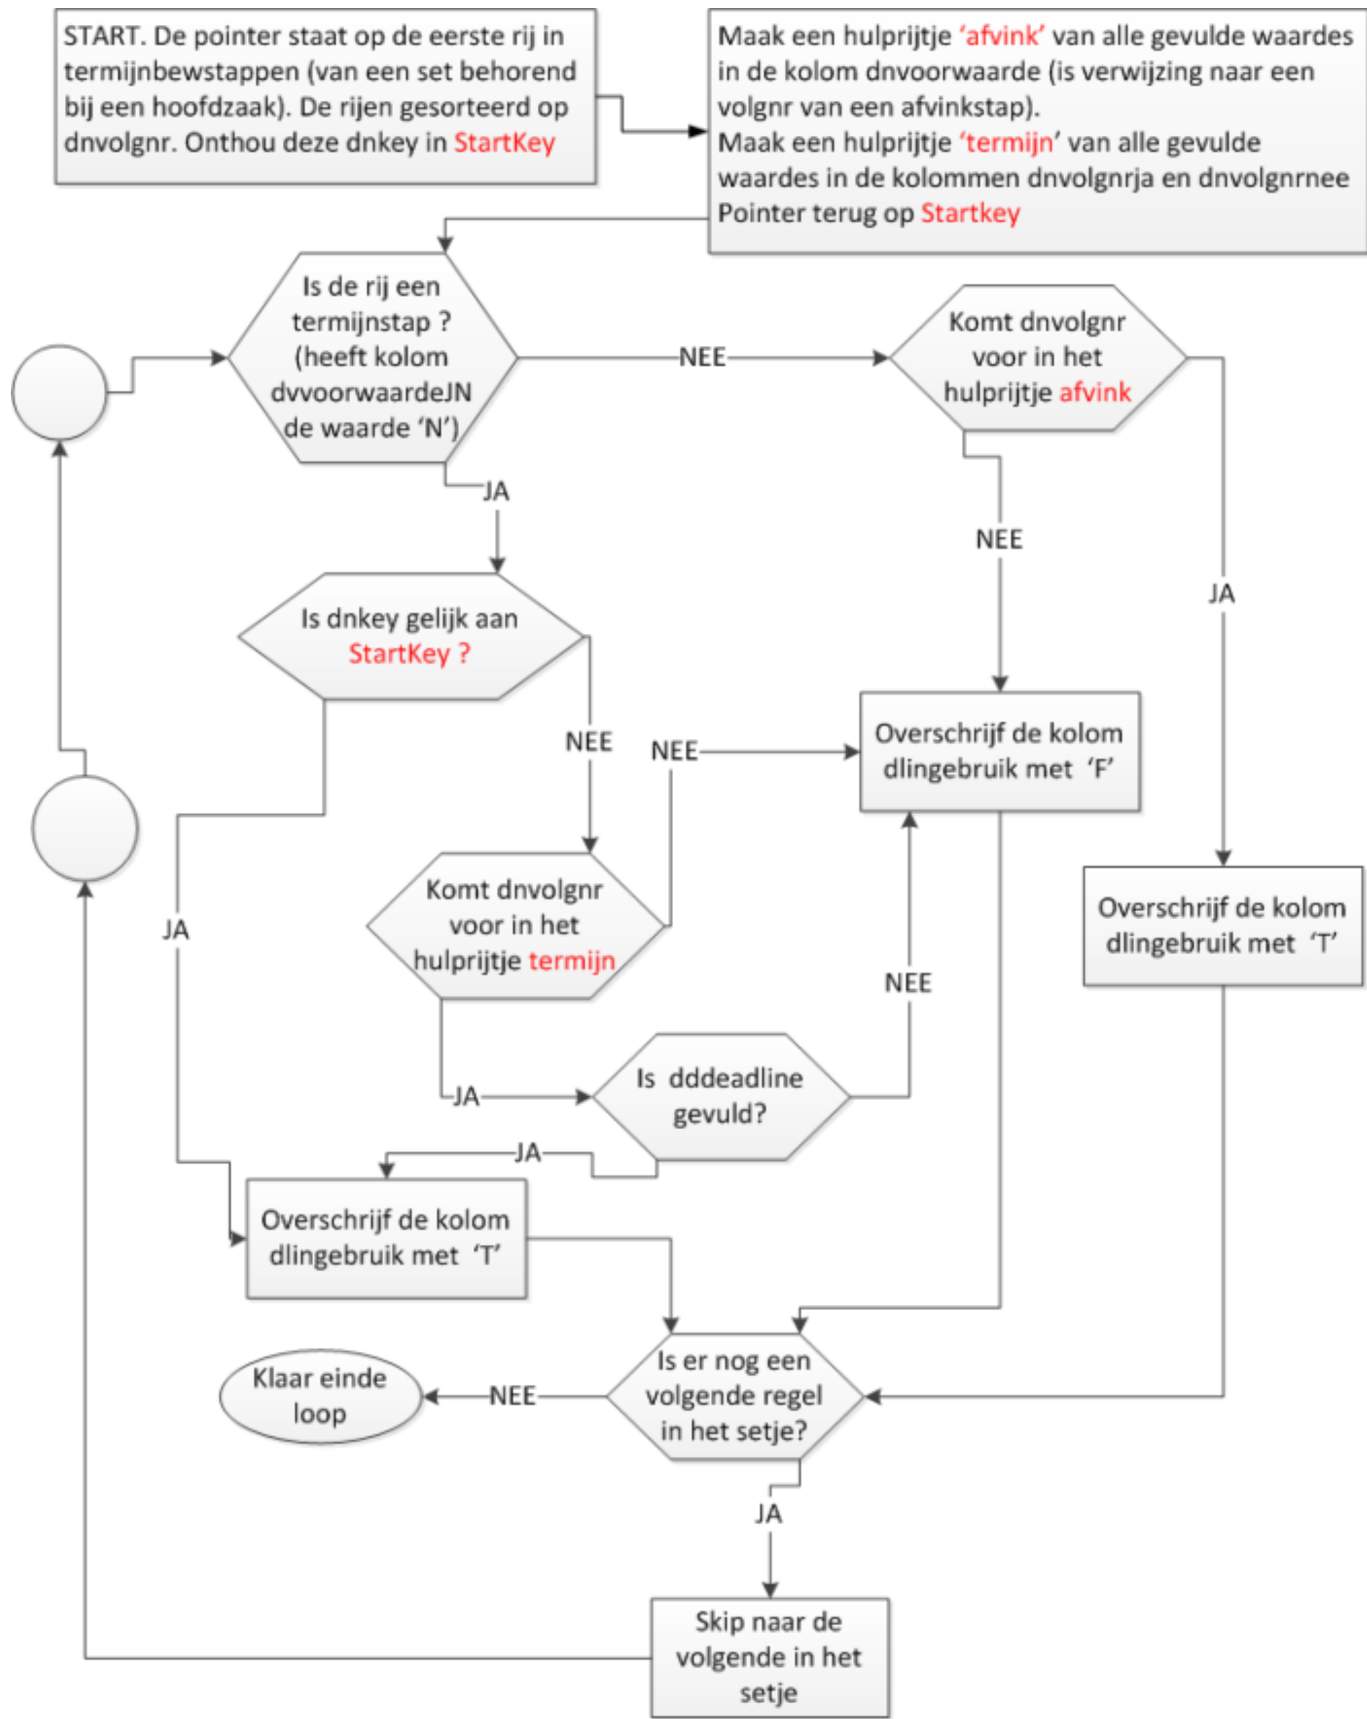 START. De pointer staat op de eerste rij in
termijnbewstappen (van een set behorend
bij een hoofdzaak). De rijen gesorteerd op
dnvolgnr. Onthou deze dnkey in StartKey
Maak een hulprijtje ‘afvink’ van alle gevulde waardes
in de kolom dnvoorwaarde (is verwijzing naar een
volgnr van een afvinkstap).
Maak een hulprijtje ‘termijn’ van alle gevulde
waardes in de kolommen dnvolgnrja en dnvolgnrnee
Pointer terug op Startkey
Is de rij een
termijnstap ?
(heeft kolom
dvvoorwaardeJN
de waarde ‘N’)
NEE
Komt dnvolgnr
voor in het
hulprijtje afvink
JA
NEE
JA
Is dnkey gelijk aan
StartKey ?
NEE
NEE
Overschrijf de kolom
dlingebruik met ‘F’
JA
Komt dnvolgnr
voor in het
hulprijtje termijn
Overschrijf de kolom
dlingebruik met ‘T’
NEE
JA
Is dddeadline
gevuld?
JA
Overschrijf de kolom
dlingebruik met ‘T’
Is er nog een
volgende regel
in het setje?
NEE
Klaar einde
loop
JA
Skip naar de
volgende in het
setje